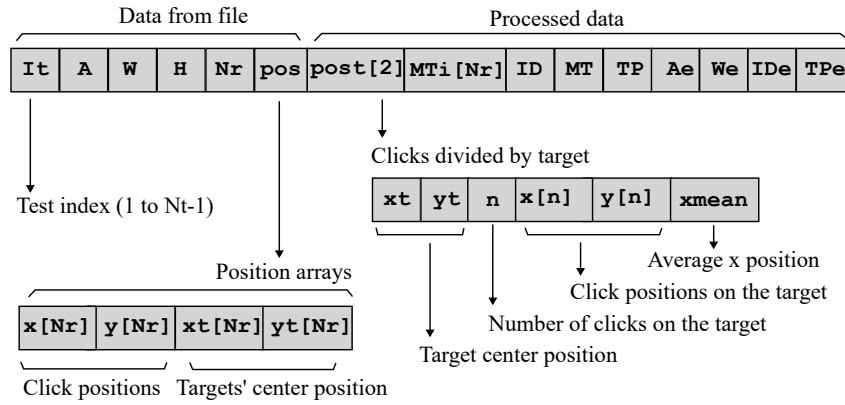 Data from file
Processed data
It A W H Nr pos post[2] MTi[Nr] ID MT TP Ae We IDe TPe
Clicks divided by target
xt yt n x[n] y[n] xmean
Test index (1 to Nt-1)
Average x position
Position arrays
Click positions on the target
x[Nr] y[Nr] xt[Nr] yt[Nr]
Number of clicks on the target
Target center position
Click positions
Targets' center position